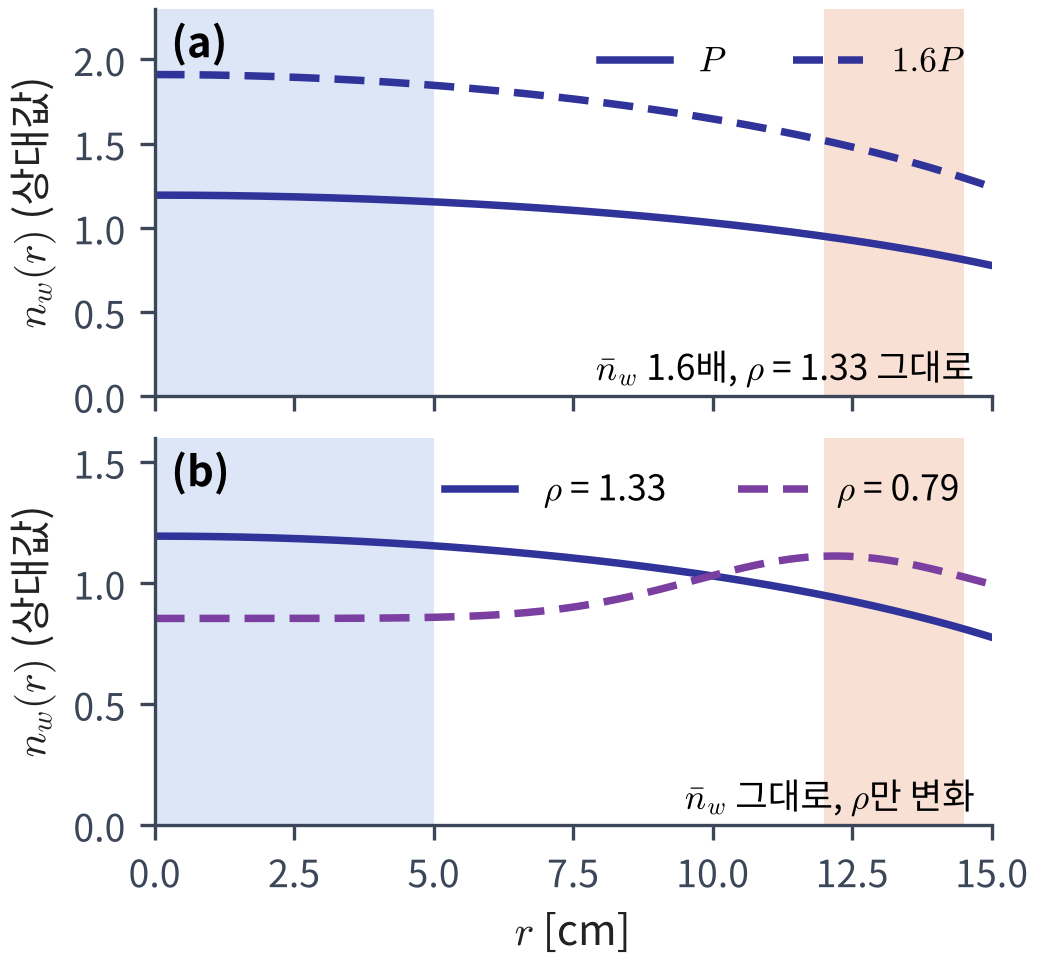 (a)
P
1.6P
n_w(r) (상대값)
2.0
1.5
1.0
0.5
0.0
n̄_w 1.6배, ρ = 1.33 그대로
(b)
ρ = 1.33
ρ = 0.79
n_w(r) (상대값)
1.5
1.0
0.5
0.0
n̄_w 그대로, ρ만 변화
0.0 2.5 5.0 7.5 10.0 12.5 15.0
r [cm]